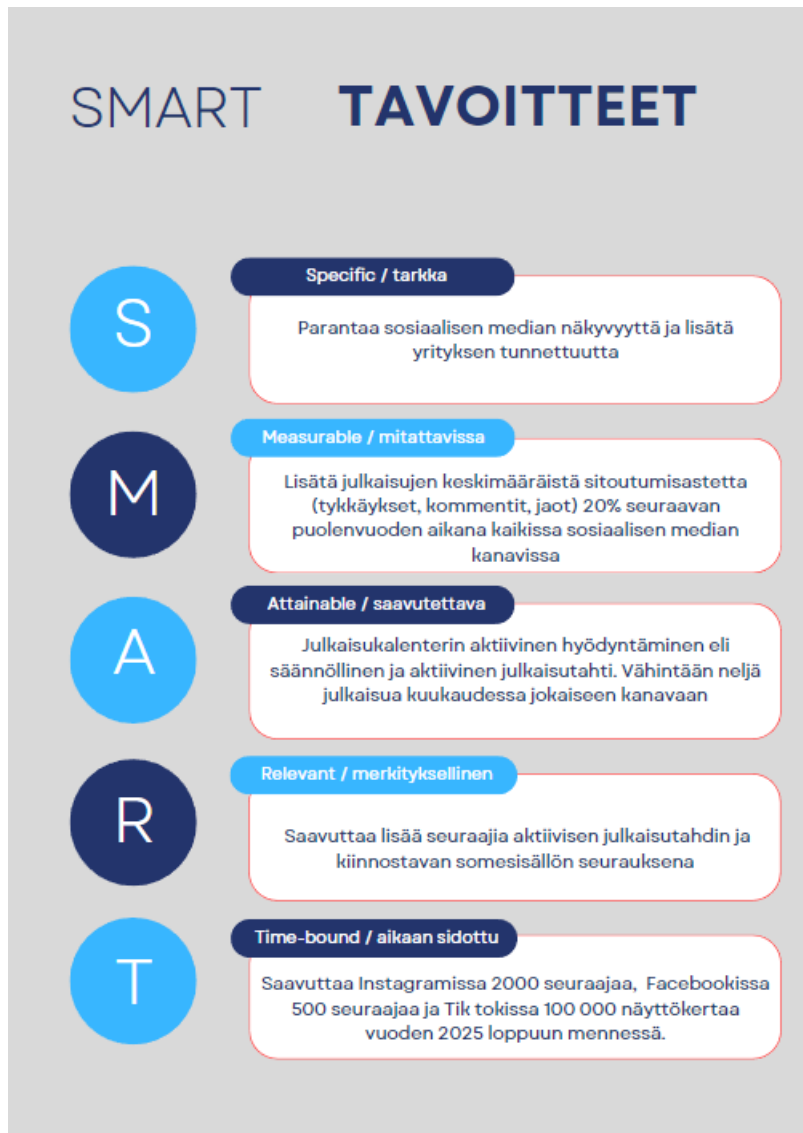 SMART TAVOITTEET
S
Specific / tarkka
Parantaa sosiaalisen median näkyvyyttä ja lisätä
yrityksen tunnettuutta
M
Measurable / mitattavissa
Lisätä julkaisujen keskimääräistä sitoutumisastetta
(tykkäykset, kommentit, jaot) 20% seuraavan
puolenvuoden aikana kaikissa sosiaalisen median
kanavissa
A
Attainable / saavutettava
Julkaisukalenterin aktiivinen hyödyntäminen eli
säännöllinen ja aktiivinen julkaisutahti. Vähintään neljä
julkaisua kuukaudessa jokaiseen kanavaan
R
Relevant / merkityksellinen
Saavuttaa lisää seuraajia aktiivisen julkaisutahdin ja
kiinnostavan somesisällön seurauksena
T
Time-bound / aikaan sidottu
Saavuttaa Instagramissa 2000 seuraajaa, Facebookissa
500 seuraajaa ja Tik tokissa 100 000 näyttökertaa
vuoden 2025 loppuun mennessä.